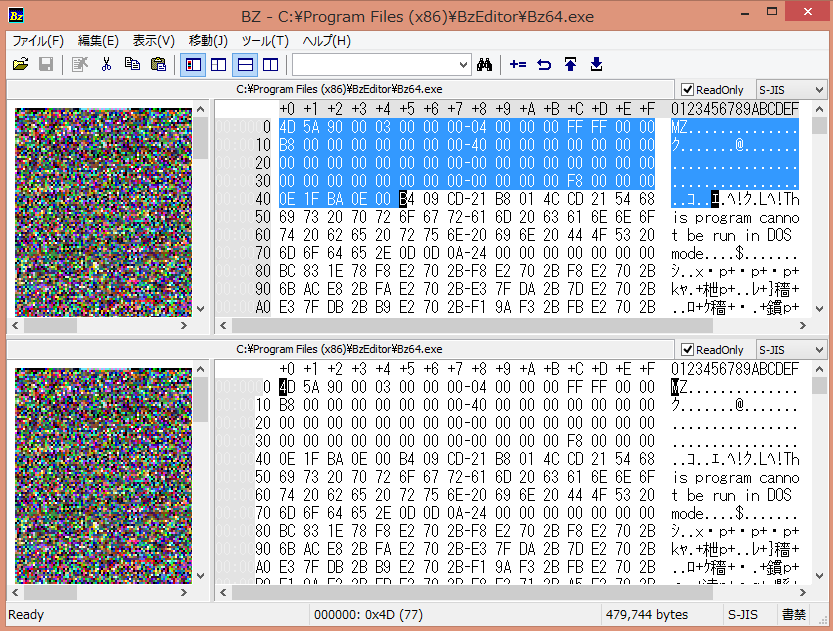 BZ - C:¥Program Files (x86)¥BzEditor¥Bz64.exe
ファイル(F) 編集(E) 表示(V) 移動(J) ツール(T) ヘルプ(H)
C:¥Program Files (x86)¥BzEditor¥Bz64.exe ReadOnly S-JIS
+0 +1 +2 +3 +4 +5 +6 +7 +8 +9 +A +B +C +D +E +F 0123456789ABCDEF
0 4D 5A 90 00 03 00 00 00-04 00 00 00 FF FF 00 00 MZ..............
10 B8 00 00 00 00 00 00 00-40 00 00 00 00 00 00 00 ク.......@.......
20 00 00 00 00 00 00 00 00-00 00 00 00 00 00 00 00 ................
30 00 00 00 00 00 00 00 00-00 00 00 00 F8 00 00 00 ................
40 0E 1F BA 0E 00 B4 09 CD-21 B8 01 4C CD 21 54 68 ..コ..エ.ヘ!ク.Lヘ!Th
50 69 73 20 70 72 6F 67 72-61 6D 20 63 61 6E 6E 6F is program canno
60 74 20 62 65 20 72 75 6E-20 69 6E 20 44 4F 53 20 t be run in DOS
70 6D 6F 64 65 2E 0D 0D 0A-24 00 00 00 00 00 00 00 mode....$.......
80 BC 83 1E 78 F8 E2 70 2B-F8 E2 70 2B F8 E2 70 2B シ..x・p+・p+・p+
90 6B AC E8 2B FA E2 70 2B-E3 7F DA 2B 7D E2 70 2B
A0 E3 7F DB 2B B9 E2 70 2B-F1 9A F3 2B FB E2 70 2B
C:¥Program Files (x86)¥BzEditor¥Bz64.exe ReadOnly S-JIS
+0 +1 +2 +3 +4 +5 +6 +7 +8 +9 +A +B +C +D +E +F 0123456789ABCDEF
0 4D 5A 90 00 03 00 00 00-04 00 00 00 FF FF 00 00 MZ..............
10 B8 00 00 00 00 00 00 00-40 00 00 00 00 00 00 00 ク.......@.......
20 00 00 00 00 00 00 00 00-00 00 00 00 00 00 00 00 ................
30 00 00 00 00 00 00 00 00-00 00 00 00 F8 00 00 00 ................
40 0E 1F BA 0E 00 B4 09 CD-21 B8 01 4C CD 21 54 68 ..コ..エ.ヘ!ク.Lヘ!Th
50 69 73 20 70 72 6F 67 72-61 6D 20 63 61 6E 6E 6F is program canno
60 74 20 62 65 20 72 75 6E-20 69 6E 20 44 4F 53 20 t be run in DOS
70 6D 6F 64 65 2E 0D 0D 0A-24 00 00 00 00 00 00 00 mode....$.......
80 BC 83 1E 78 F8 E2 70 2B-F8 E2 70 2B F8 E2 70 2B シ..x・p+・p+・p+
90 6B AC E8 2B FA E2 70 2B-E3 7F DA 2B 7D E2 70 2B
A0 E3 7F DB 2B B9 E2 70 2B-F1 9A F3 2B FB E2 70 2B
Ready 000000: 0x4D (77) 479,744 bytes S-JIS 書禁